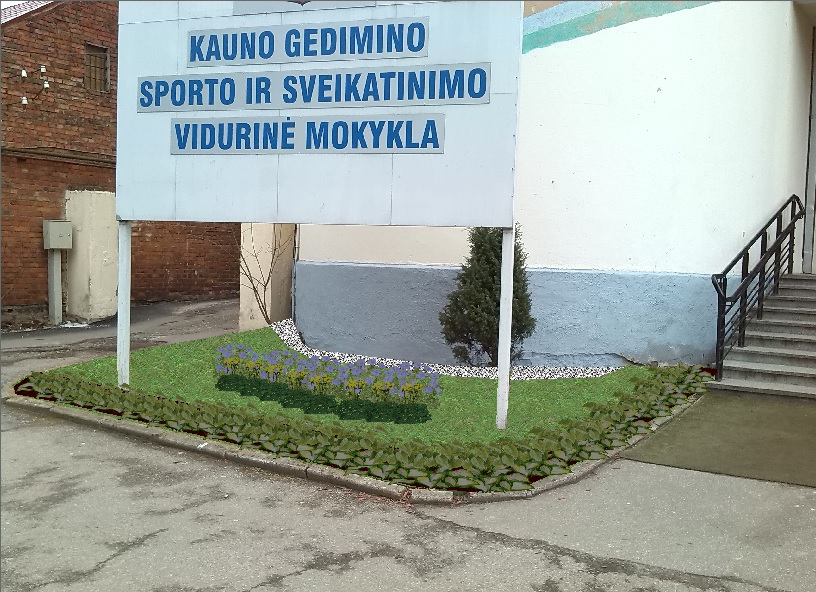 KAUNO GEDIMINO
SPORTO IR SVEIKATINIMO
VIDURINĖ MOKYKLA